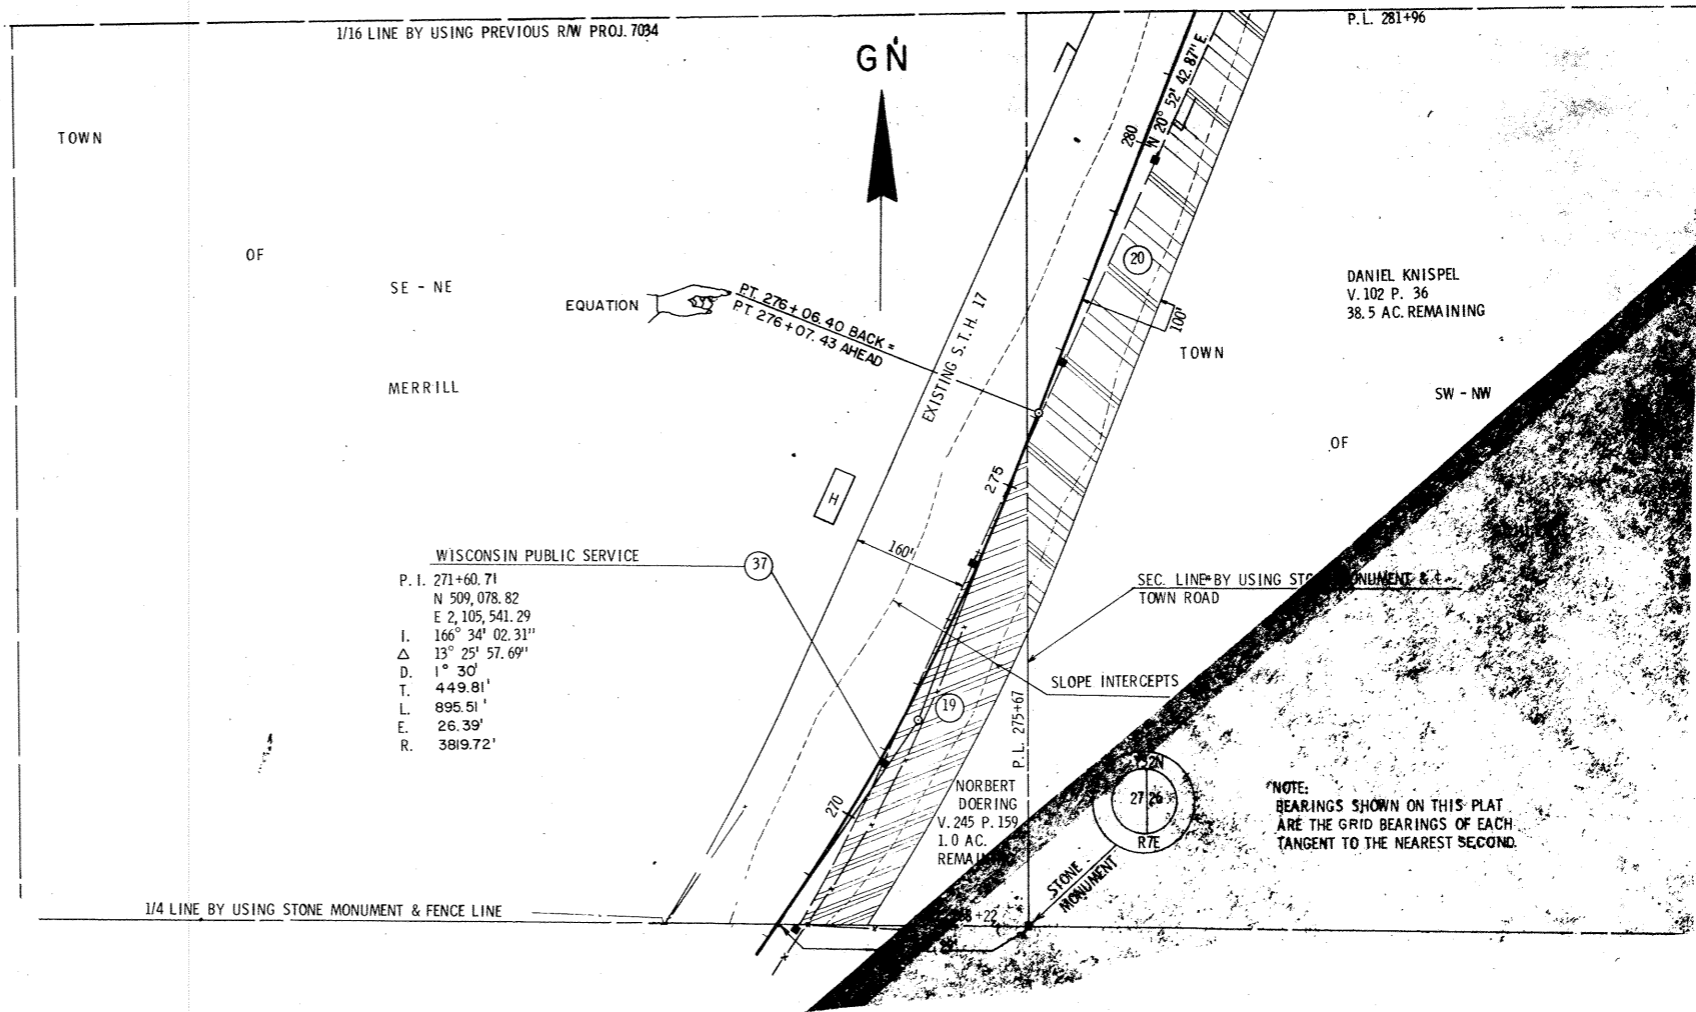 1/16 LINE BY USING PREVIOUS R/W PROJ. 7034
P.L. 281+96
GN
TOWN
OF
SE - NE
MERRILL
EQUATION
P.T. 276+06.40 BACK =
P.T. 276+07.43 AHEAD
EXISTING S.T.H. 17
N 20° 52' 42.87" E.
280
20
100'
TOWN
DANIEL KNISPEL
V. 102 P. 36
38.5 AC. REMAINING
SW - NW
OF
275
H
160'
WISCONSIN PUBLIC SERVICE
37
P. I. 271+60.71
N 509,078.82
E 2,105,541.29
I. 166° 34' 02.31"
△ 13° 25' 57.69"
D. 1° 30'
T. 449.81'
L. 895.51'
E. 26.39'
R. 3819.72'
SEC. LINE BY USING MONUMENT &
TOWN ROAD
SLOPE INTERCEPTS
P.L. 275+67
19
270
NORBERT
DOERING
V. 245 P. 159
1.0 AC.
27 26
R7E
STONE
MONUMENT
NOTE:
BEARINGS SHOWN ON THIS PLAT
ARE THE GRID BEARINGS OF EACH
TANGENT TO THE NEAREST SECOND.
1/4 LINE BY USING STONE MONUMENT & FENCE LINE
+22